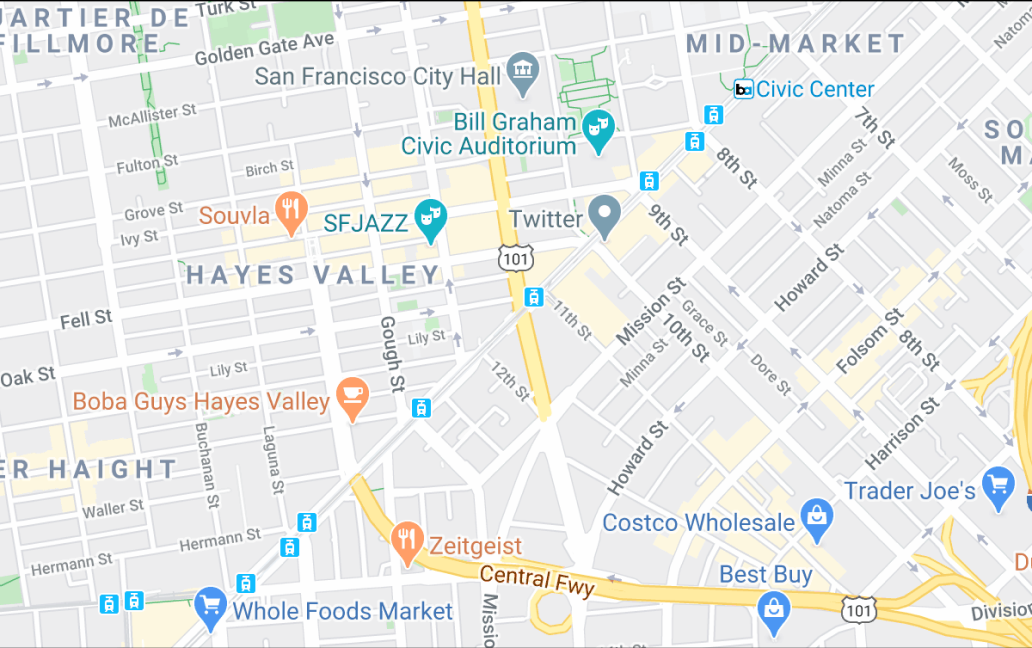 UARTIER DE
FILLMORE
Turk St
Golden Gate Ave
MID-MARKET
Natoma
San Francisco City Hall
Civic Center
McAllister St
Bill Graham
Civic Auditorium
7th St
SO
MA
Fulton St
Birch St
8th St
Minna St
Moss St
Natoma St
Grove St
Souvla
SFJAZZ
Twitter
9th St
Ivy St
101
HAYES VALLEY
Howard St
Fell St
11th St
Mission St
Grace St
10th St
Folsom St
8th St
Gough St
Lily St
Minna St
Dore St
Oak St
Lily St
12th St
Boba Guys Hayes Valley
Buchanan St
Laguna St
Howard St
Harrison St
ER HAIGHT
Waller St
Trader Joe's
Costco Wholesale
Hermann St
Hermann St
Zeitgeist
Best Buy
Central Fwy
Whole Foods Market
Missio
101
Division